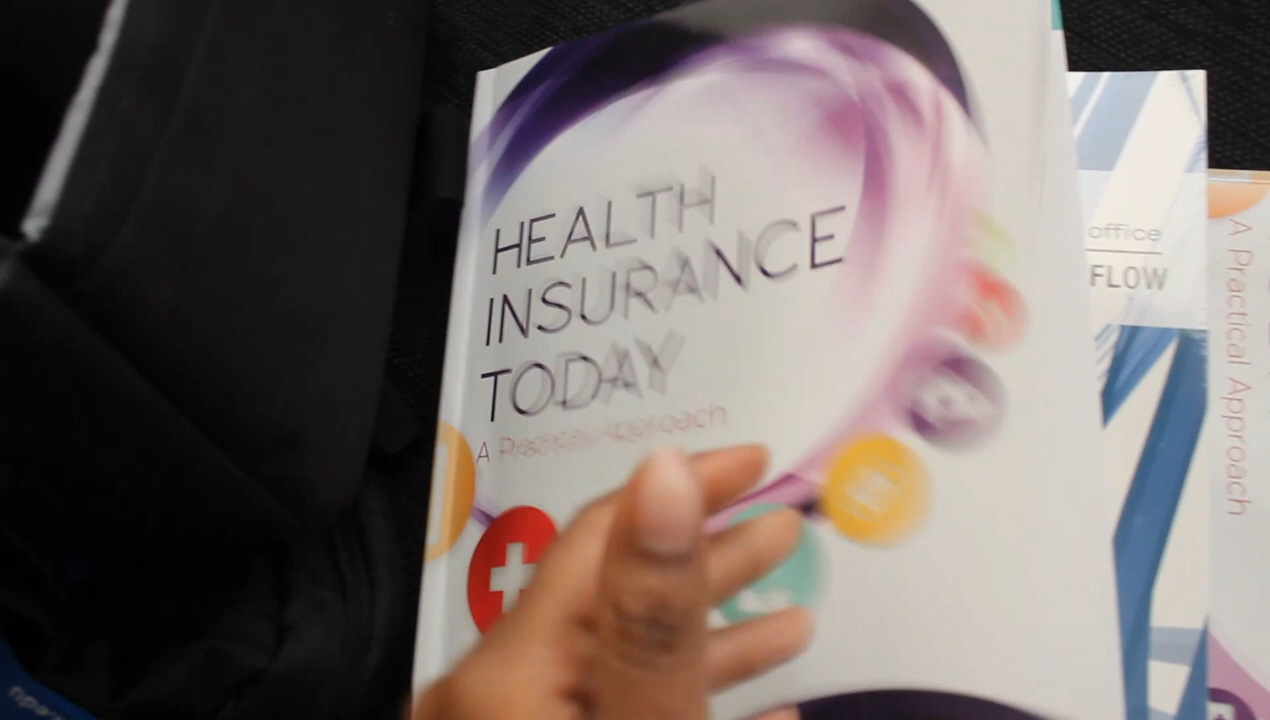 HEALTH
INSURANCE
TODAY
A Practical Approach
office
FLOW
A Practical Approach